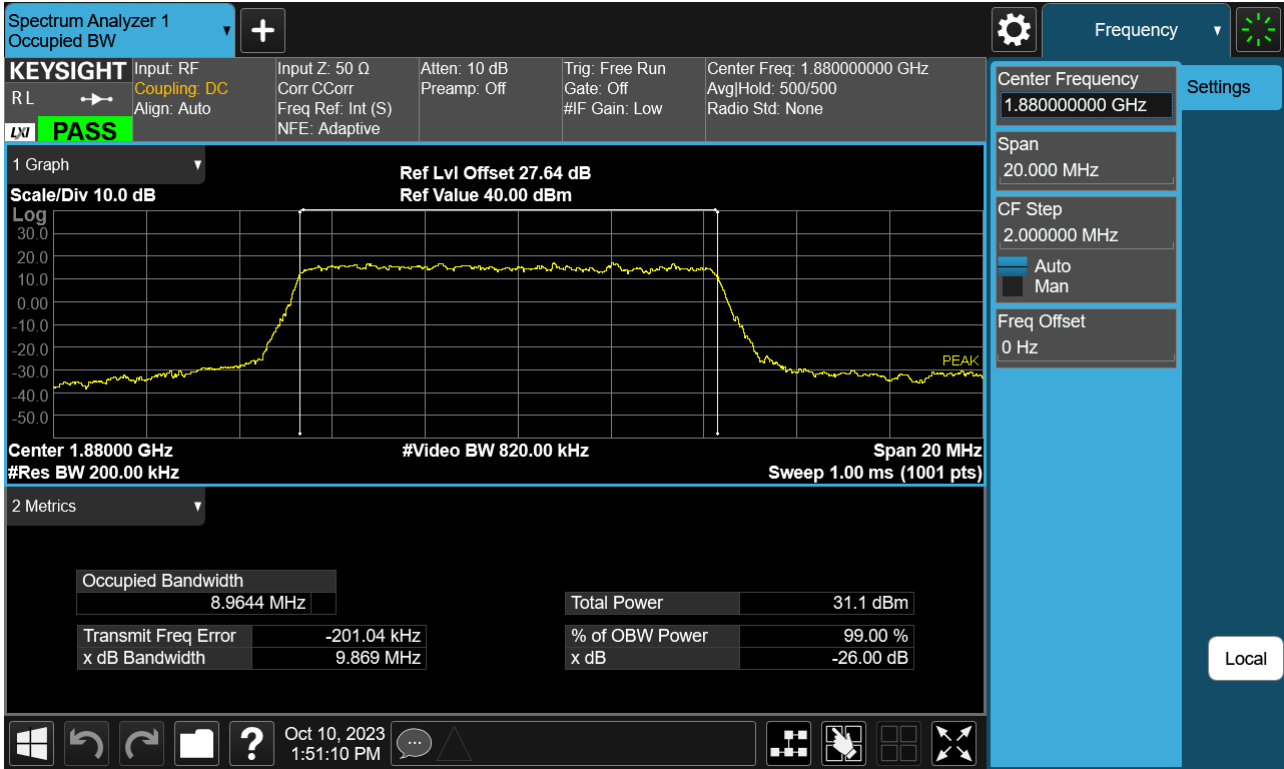 Spectrum Analyzer 1
Occupied BW
Frequency
KEYSIGHT
R L
LXI PASS
Input: RF
Coupling: DC
Align: Auto
Input Z: 50 Ω
Corr CCorr
Freq Ref: Int (S)
NFE: Adaptive
Atten: 10 dB
Preamp: Off
Trig: Free Run
Gate: Off
#IF Gain: Low
Center Freq: 1.880000000 GHz
Avg|Hold: 500/500
Radio Std: None
Center Frequency
1.880000000 GHz
Settings
Span
20.000 MHz
CF Step
2.000000 MHz
Auto
Man
Freq Offset
0 Hz
1 Graph
Ref Lvl Offset 27.64 dB
Scale/Div 10.0 dB
Ref Value 40.00 dBm
Log
30.0
20.0
10.0
0.00
-10.0
-20.0
-30.0
-40.0
-50.0
PEAK
Center 1.88000 GHz
#Video BW 820.00 kHz
Span 20 MHz
#Res BW 200.00 kHz
Sweep 1.00 ms (1001 pts)
2 Metrics
Occupied Bandwidth
8.9644 MHz
Total Power 31.1 dBm
Transmit Freq Error -201.04 kHz
% of OBW Power 99.00 %
x dB Bandwidth 9.869 MHz
x dB -26.00 dB
Local
?
Oct 10, 2023
1:51:10 PM